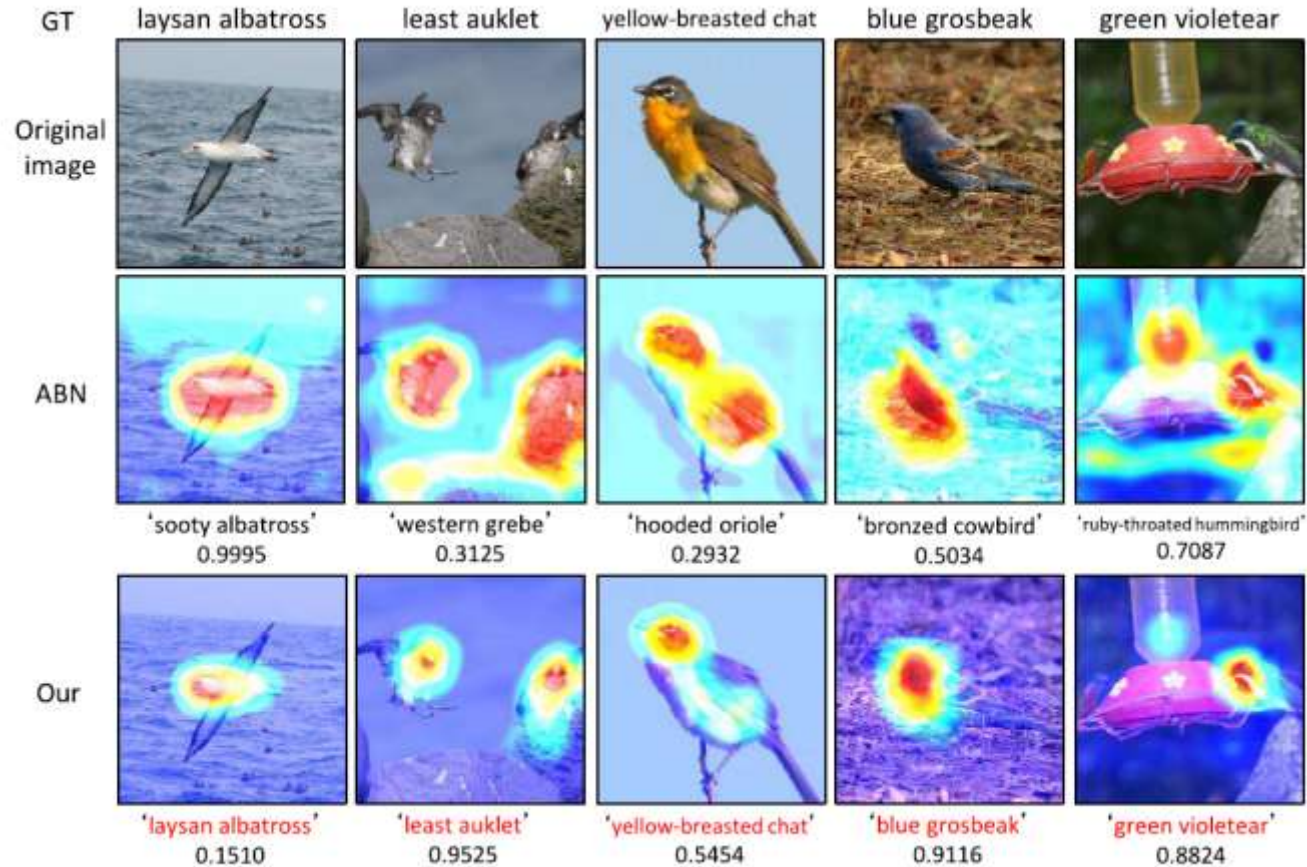 GT laysan albatross least auklet yellow-breasted chat blue grosbeak green violetear
Original
image
ABN
'sooty albatross' 'western grebe' 'hooded oriole' 'bronzed cowbird' 'ruby-throated hummingbird'
0.9995 0.3125 0.2932 0.5034 0.7087
Our
'laysan albatross' 'least auklet' 'yellow-breasted chat' 'blue grosbeak' 'green violetear'
0.1510 0.9525 0.5454 0.9116 0.8824